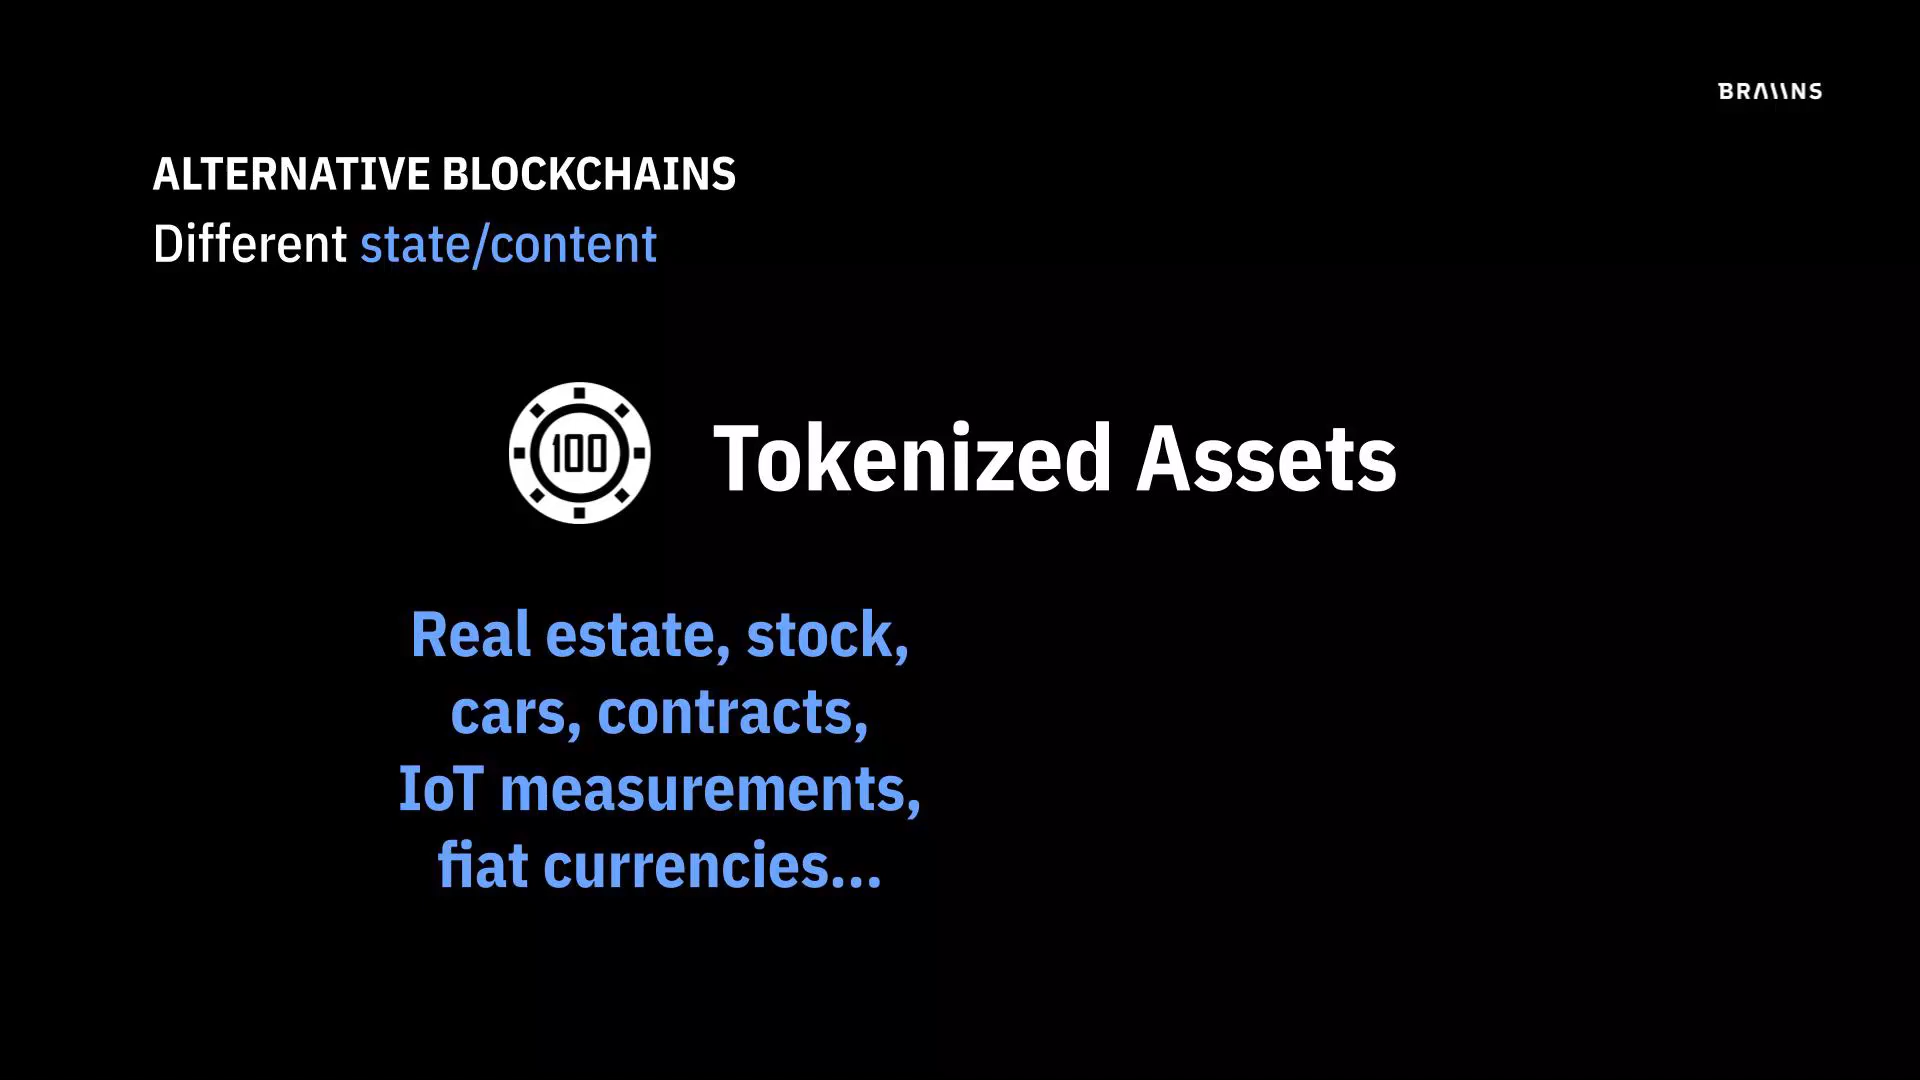 BRAIINS
ALTERNATIVE BLOCKCHAINS
Different state/content
100
Tokenized Assets
Real estate, stock,
cars, contracts,
IoT measurements,
fiat currencies...